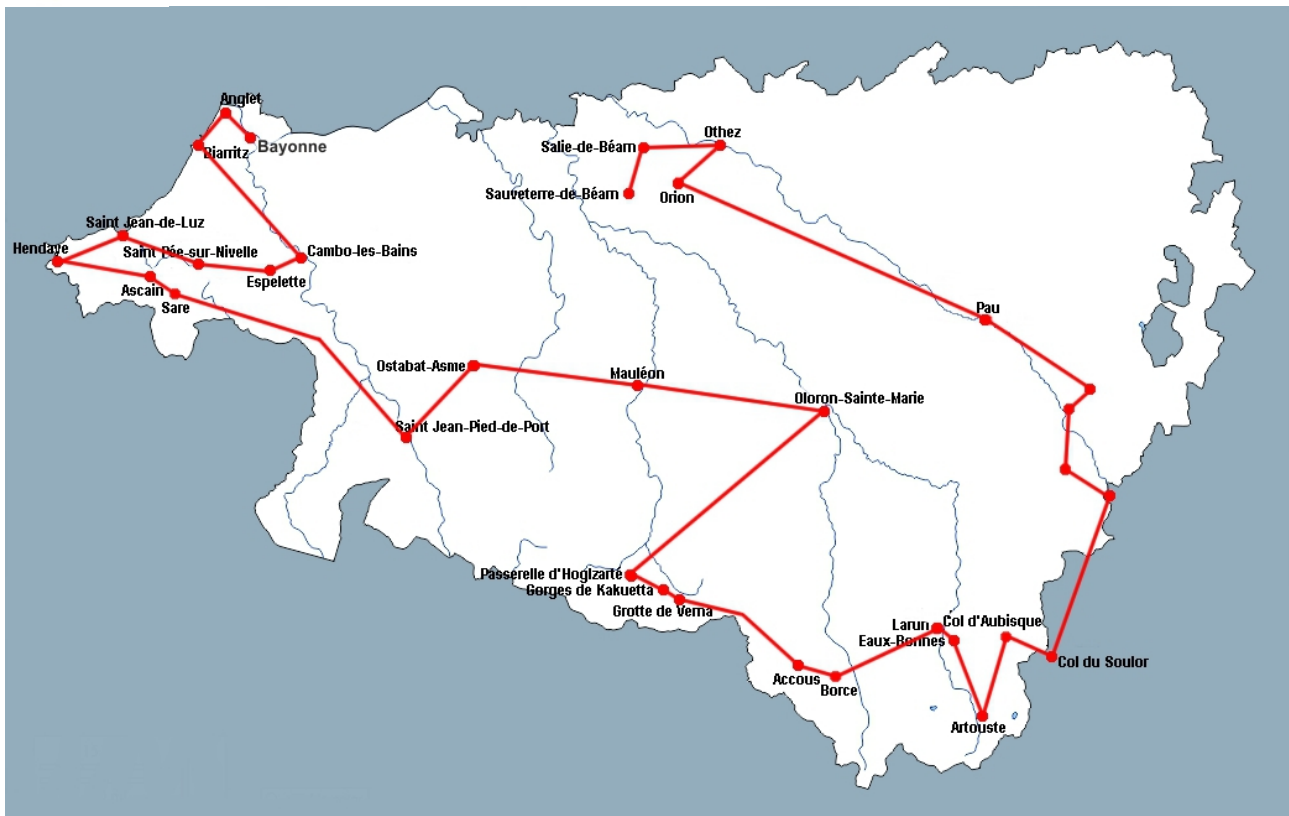 Anglet
Biarritz
Bayonne
Othez
Salie-de-Béarn
Sauveterre-de-Béarn
Orion
Saint Jean-de-Luz
Hendaye
Saint Pée-sur-Nivelle
Cambo-les-Bains
Espelette
Ascain
Sare
Pau
Ostabat-Asme
Mauléon
Oloron-Sainte-Marie
Saint Jean-Pied-de-Port
Passerelle d'Hoglzarté
Gorges de Kakuetta
Grotte de Verna
Larun
Col d'Aubisque
Eaux-Bonnes
Col du Soulor
Accous
Borce
Artouste